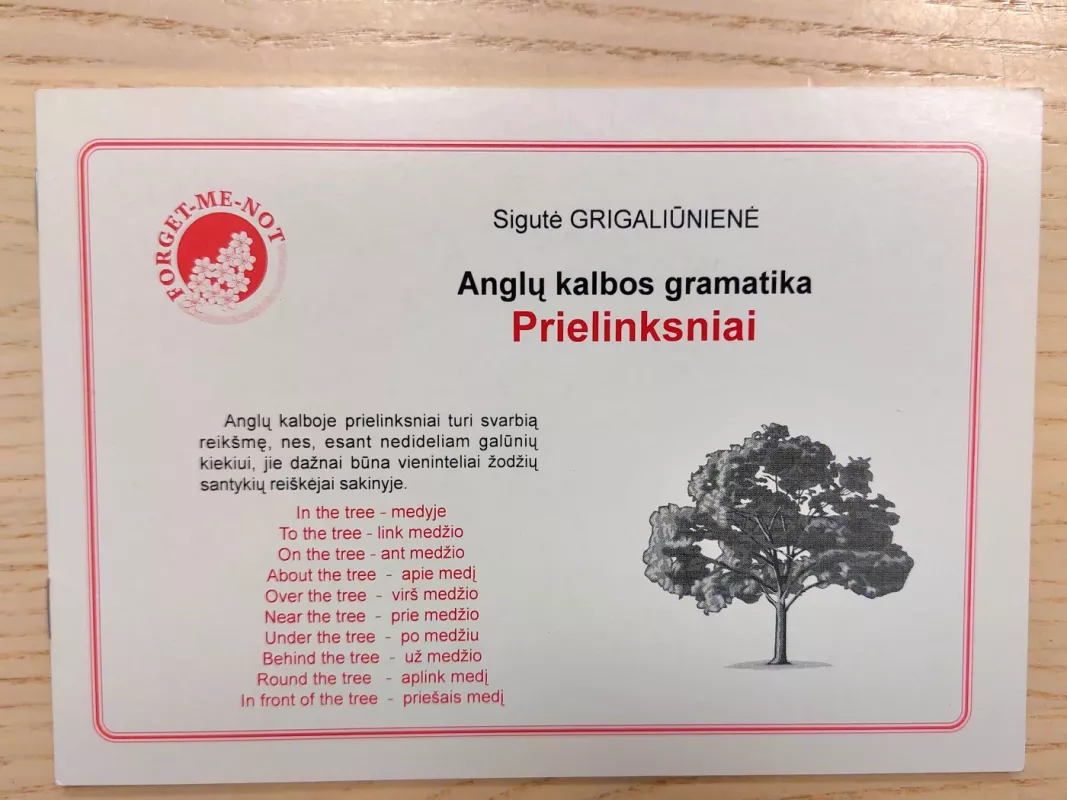 FORGET-ME-NOT
Sigutė GRIGALIŪNIENĖ
Anglų kalbos gramatika
Prielinksniai
Anglų kalboje prielinksniai turi svarbią
reikšmę, nes, esant nedideliam galūnių
kiekiui, jie dažnai būna vieninteliai žodžių
santykių reiškėjai sakinyje.
In the tree - medyje
To the tree - link medžio
On the tree - ant medžio
About the tree - apie medį
Over the tree - virš medžio
Near the tree - prie medžio
Under the tree - po medžiu
Behind the tree - už medžio
Round the tree - aplink medį
In front of the tree - priešais medį